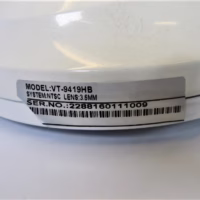 MODEL:VT-9419HB
SYSTEM:NTSC LENS:3.6MM
SER.NO.:2288160111009